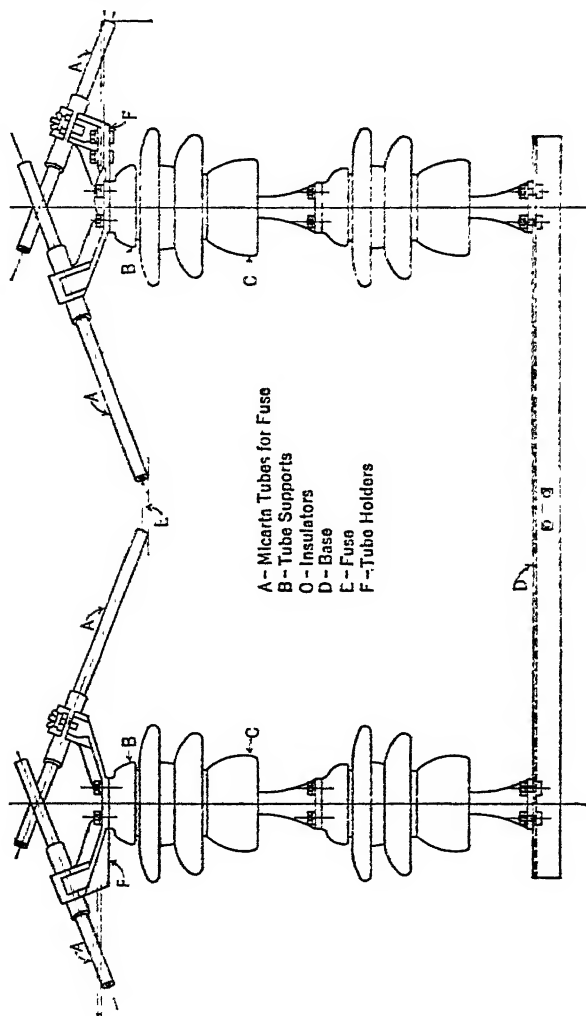 A
A
F
B
C
A
E
A – Micarta Tubes for Fuse
B – Tube Supports
O – Insulators
D – Base
E – Fuse
F –, Tube Holders
D
A
B
C
F
A